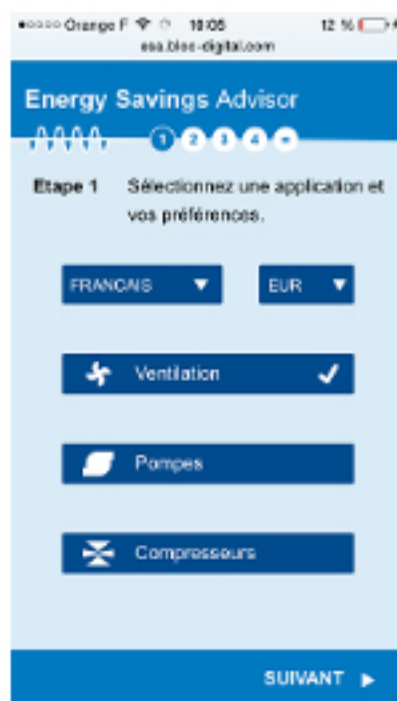 Orange F 10:05 12 %
esa.bloc-digital.com
Energy Savings Advisor
1 2 3 4 =
Etape 1 Sélectionnez une application et
vos préférences.
FRANCAIS EUR
Ventilation
Pompes
Compresseurs
SUIVANT